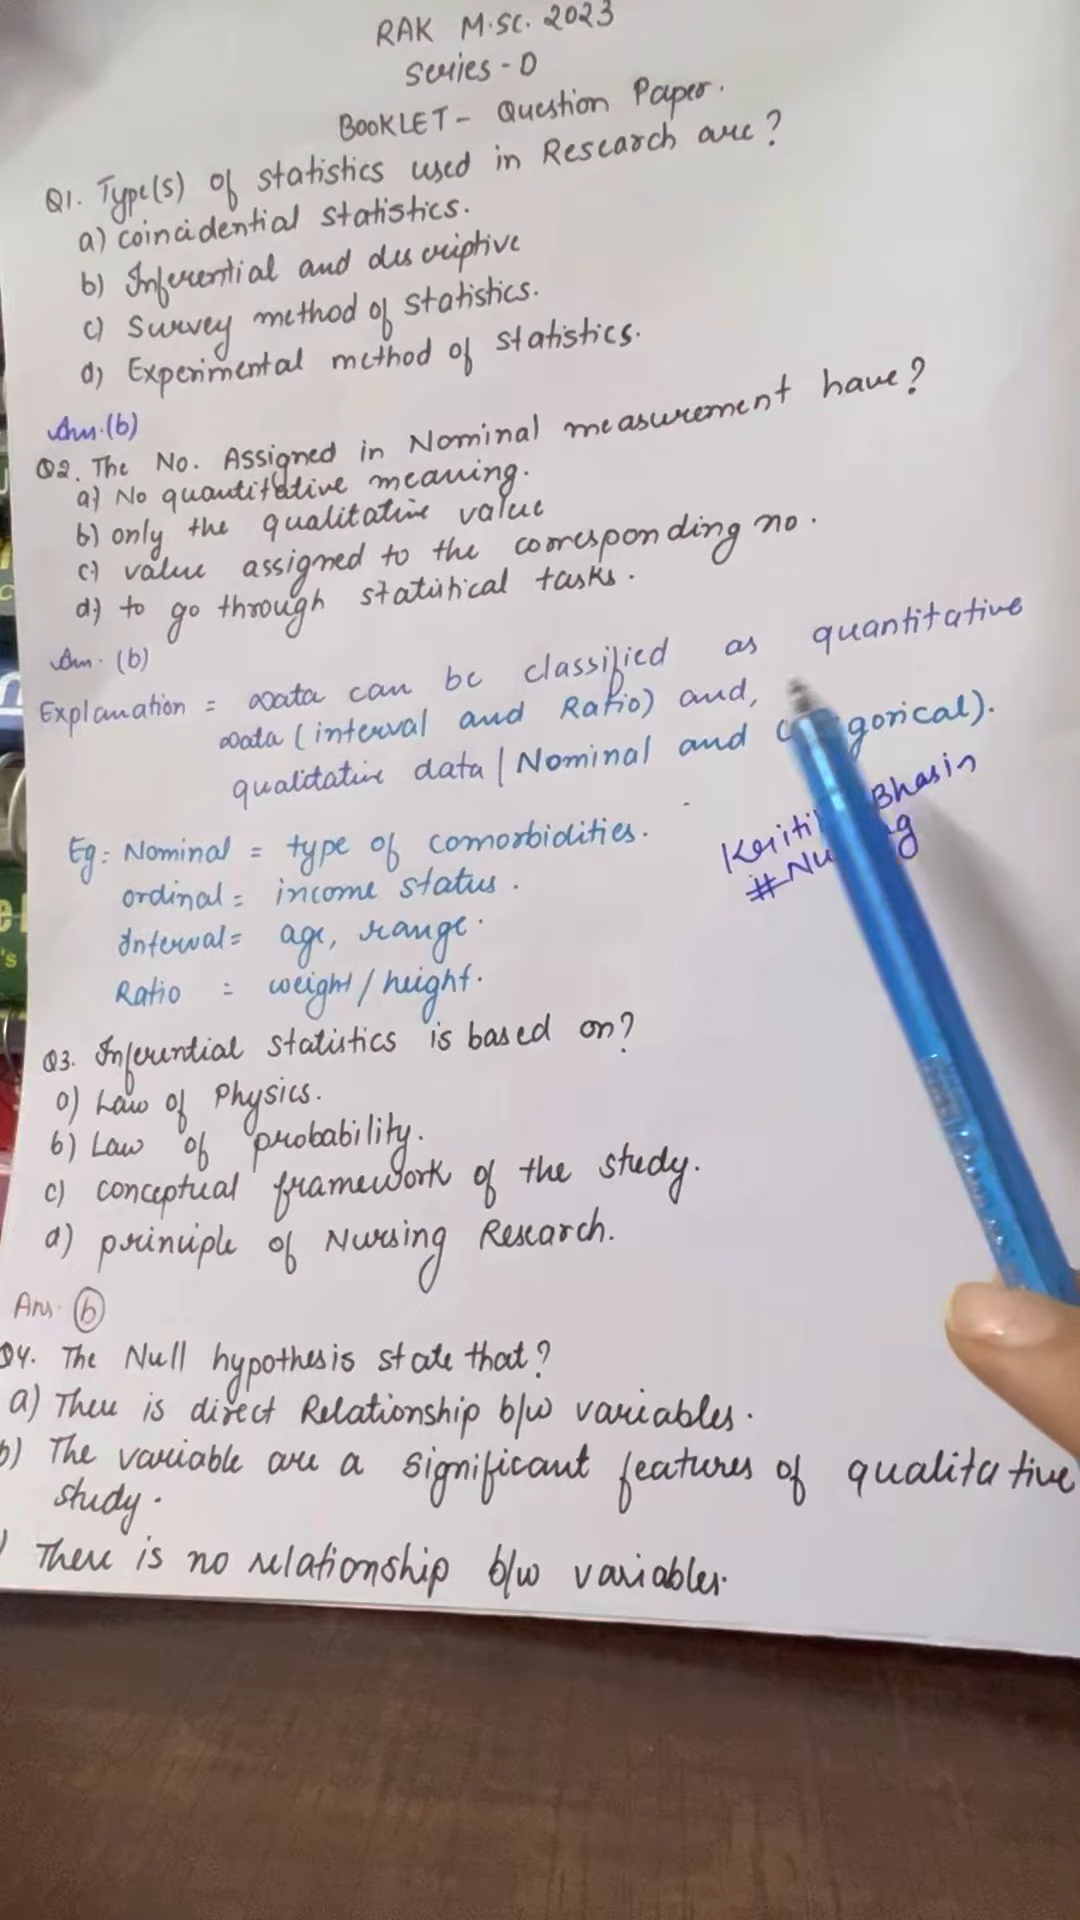 RAK M.SC. 2023
Series - D
BOOKLET - Question Paper.
Q1. Type(s) of statistics used in Research are?
a) coincidential statistics.
b) Inferential and descriptive
c) Survey method of statistics.
d) Experimental method of statistics.
Ans. (b)
Q2. The No. Assigned in Nominal measurement have?
a) No quantitative meaning.
b) only the qualitative value
c) value assigned to the corresponding no.
d) to go through statistical tasks.
Ans. (b)
Explanation = Data can be classified as quantitative
Data (interval and Ratio) and,
qualitative data (Nominal and gorical).
Eg: Nominal = type of comorbidities.
ordinal = income status.
Interval = age, range.
Ratio = weight/height.
Bhasin
#Nu g
Q3. Inferential statistics is based on?
a) Law of Physics.
b) Law of probability.
c) conceptual framework of the study.
d) principle of Nursing Research.
Ans. (b)
Q4. The Null hypothesis state that?
a) There is direct Relationship b/w variables.
b) The variable are a significant features of qualitative
study.
) There is no relationship b/w variables.